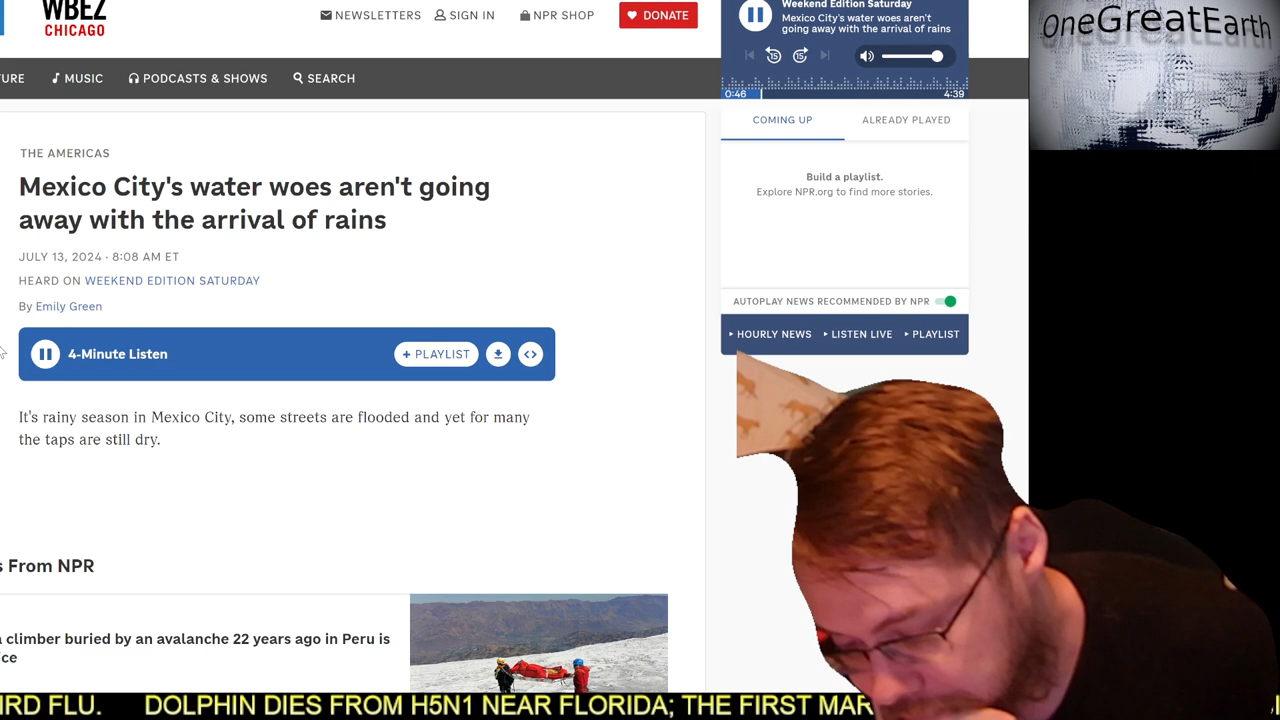 WBEZ
CHICAGO
NEWSLETTERS
SIGN IN
NPR SHOP
DONATE
MUSIC
PODCASTS & SHOWS
SEARCH
Weekend Edition Saturday
Mexico City's water woes aren't
going away with the arrival of rains
15
15
0:46
4:39
COMING UP
ALREADY PLAYED
Build a playlist.
Explore NPR.org to find more stories.
AUTOPLAY NEWS RECOMMENDED BY NPR
HOURLY NEWS
LISTEN LIVE
PLAYLIST
OneGreatEarth
THE AMERICAS
Mexico City's water woes aren't going
away with the arrival of rains
JULY 13, 2024 · 8:08 AM ET
HEARD ON WEEKEND EDITION SATURDAY
By Emily Green
4-Minute Listen
+ PLAYLIST
It's rainy season in Mexico City, some streets are flooded and yet for many
the taps are still dry.
From NPR
climber buried by an avalanche 22 years ago in Peru is
FLU. DOLPHIN DIES FROM H5N1 NEAR FLORIDA; THE FIRST MAR